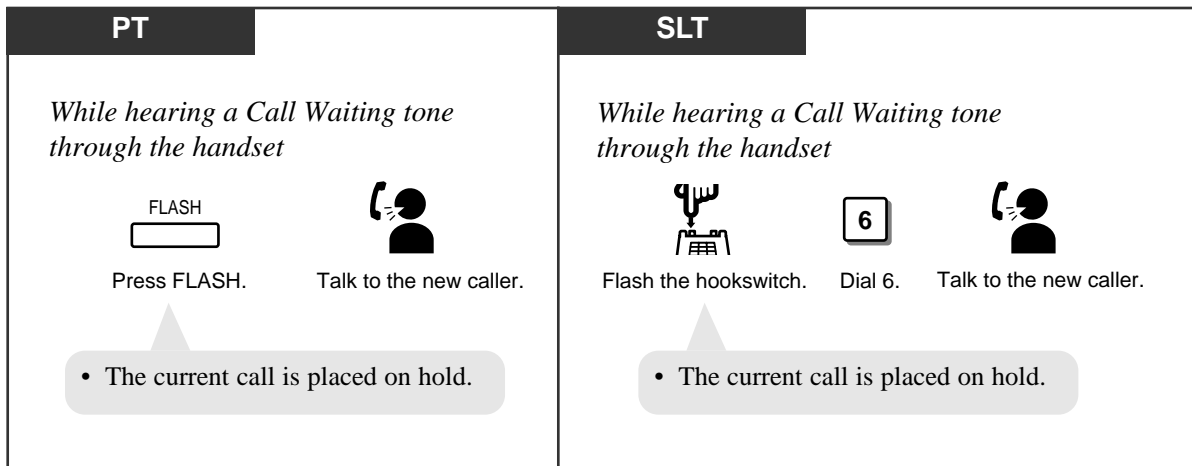 PT
While hearing a Call Waiting tone
through the handset
FLASH
Press FLASH.
Talk to the new caller.
• The current call is placed on hold.
SLT
While hearing a Call Waiting tone
through the handset
6
Flash the hookswitch.
Dial 6.
Talk to the new caller.
• The current call is placed on hold.